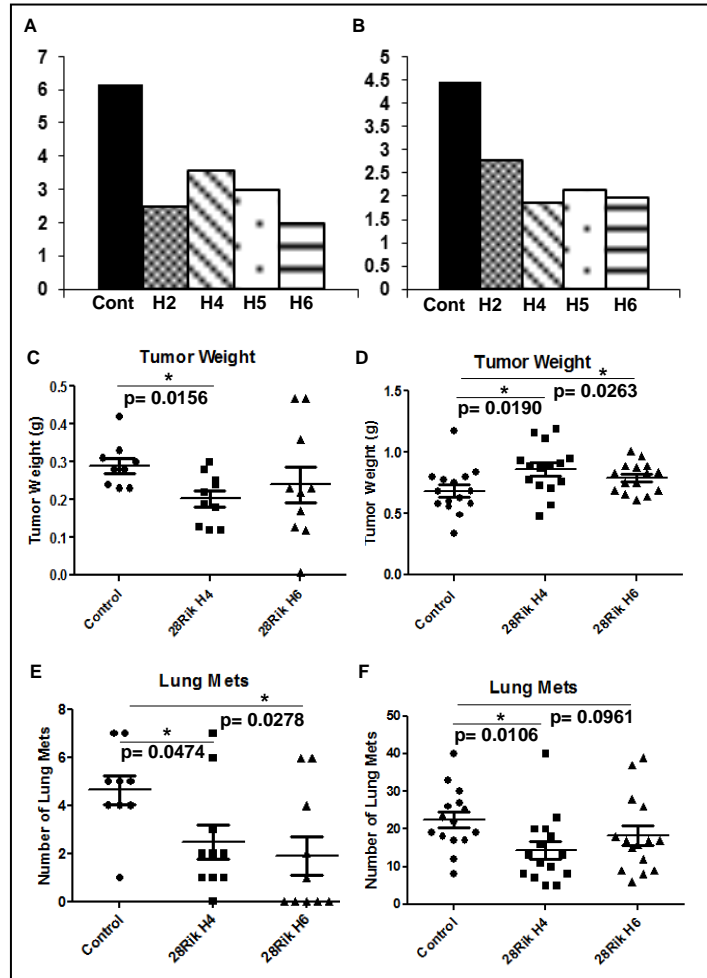 A
7
6
5
4
3
2
1
0
Cont H2 H4 H5 H6
B
4.5
4
3.5
3
2.5
2
1.5
1
0.5
0
Cont H2 H4 H5 H6
C
Tumor Weight
*
p= 0.0156
Tumor Weight (g)
0.5
0.4
0.3
0.2
0.1
0.0
Control
28Rik H4
28Rik H6
D
Tumor Weight
*
p= 0.0263
*
p= 0.0190
Tumor Weight (g)
1.5
1.0
0.5
0.0
Control
28Rik H4
28Rik H6
E
Lung Mets
*
p= 0.0278
*
p= 0.0474
Number of Lung Mets
8
6
4
2
0
Control
28Rik H4
28Rik H6
F
Lung Mets
p= 0.0961
*
p= 0.0106
Number of Lung Mets
50
40
30
20
10
0
Control
28Rik H4
28Rik H6